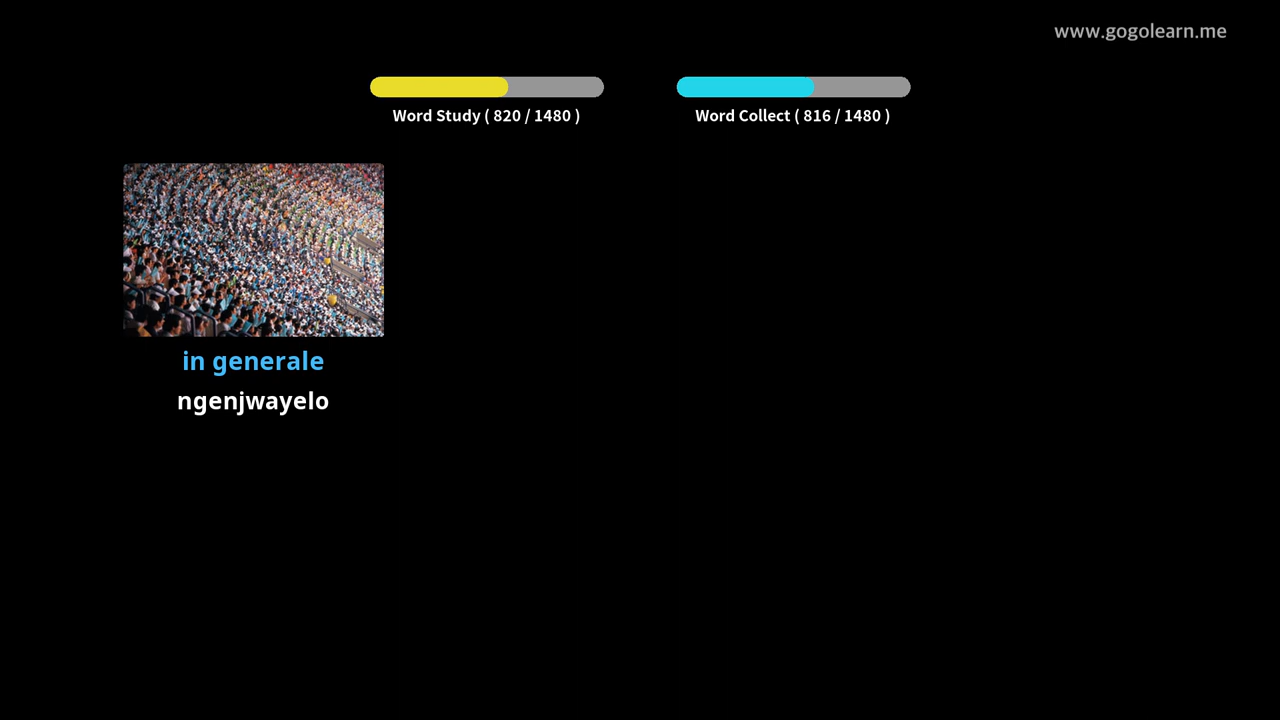 www.gogolearn.me
Word Study ( 820 / 1480 )
Word Collect ( 816 / 1480 )
in generale
ngenjwayelo